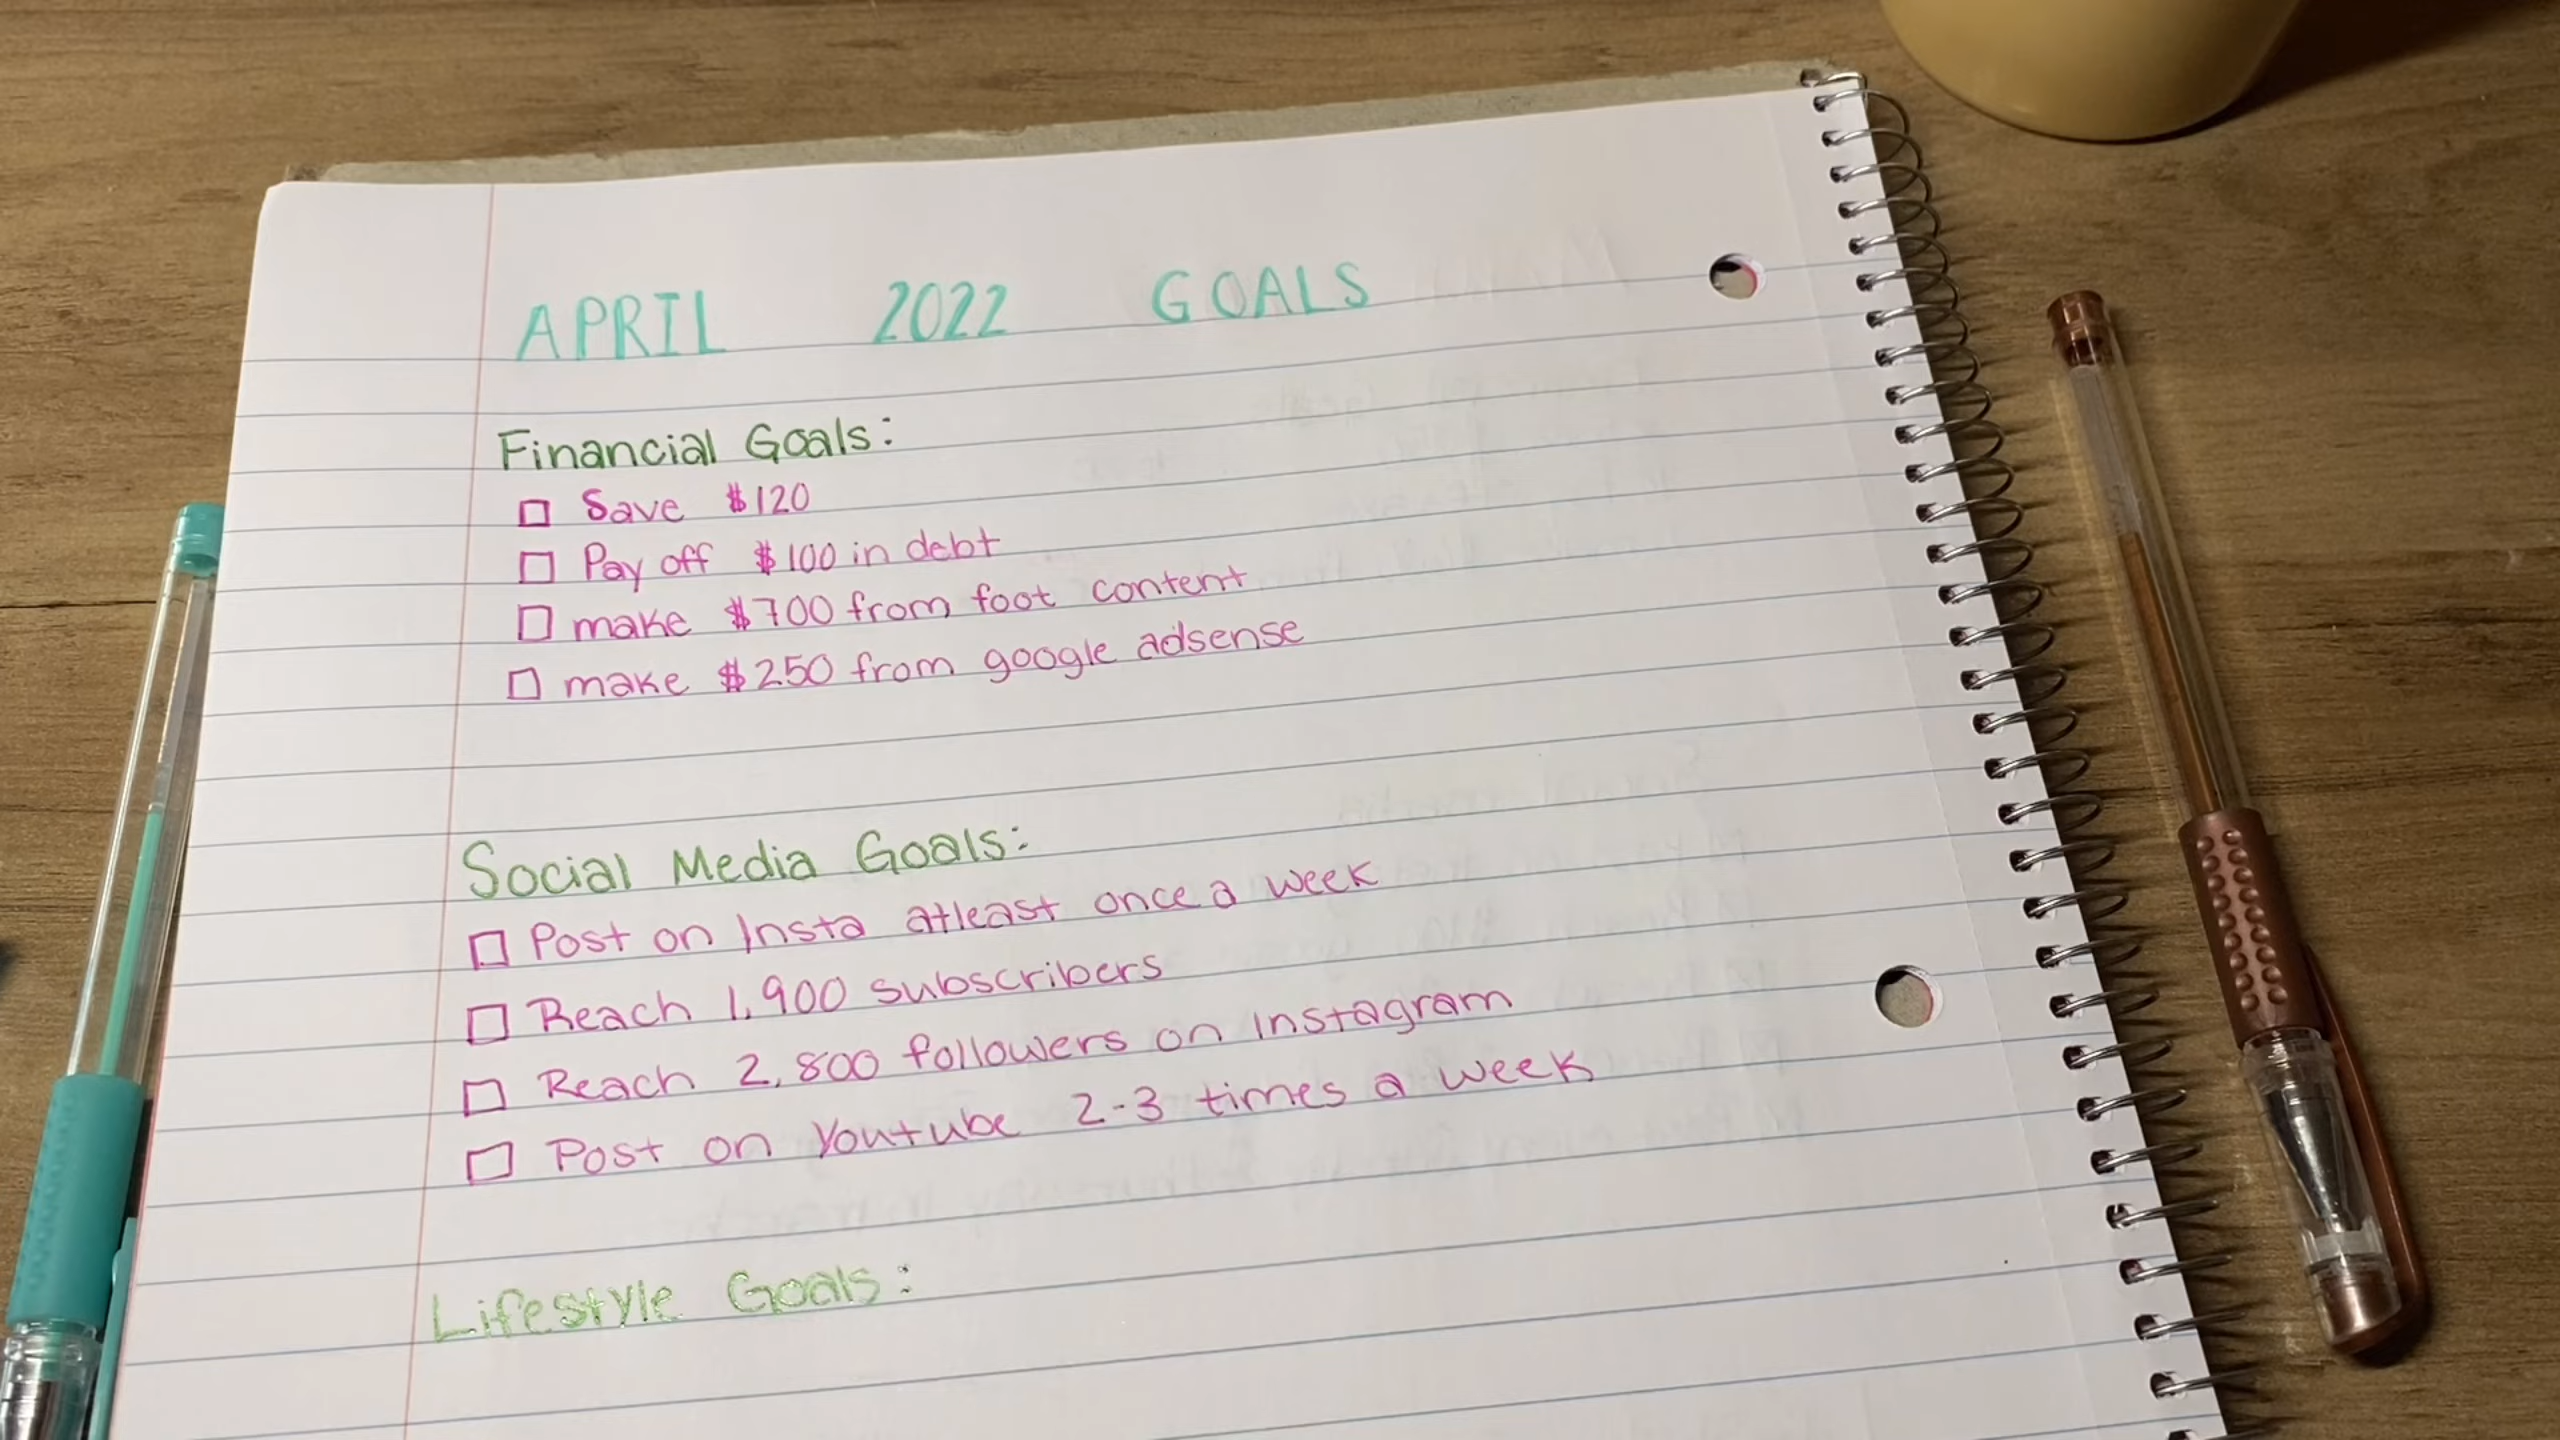 APRIL 2022 GOALS
Financial Goals:
Save $120
Pay off $100 in debt
make $700 from foot content
make $250 from google adsense
Social Media Goals:
Post on Insta atleast once a week
Reach 1,900 subscribers
Reach 2,800 followers on Instagram
Post on Youtube 2-3 times a week
Lifestyle Goals: